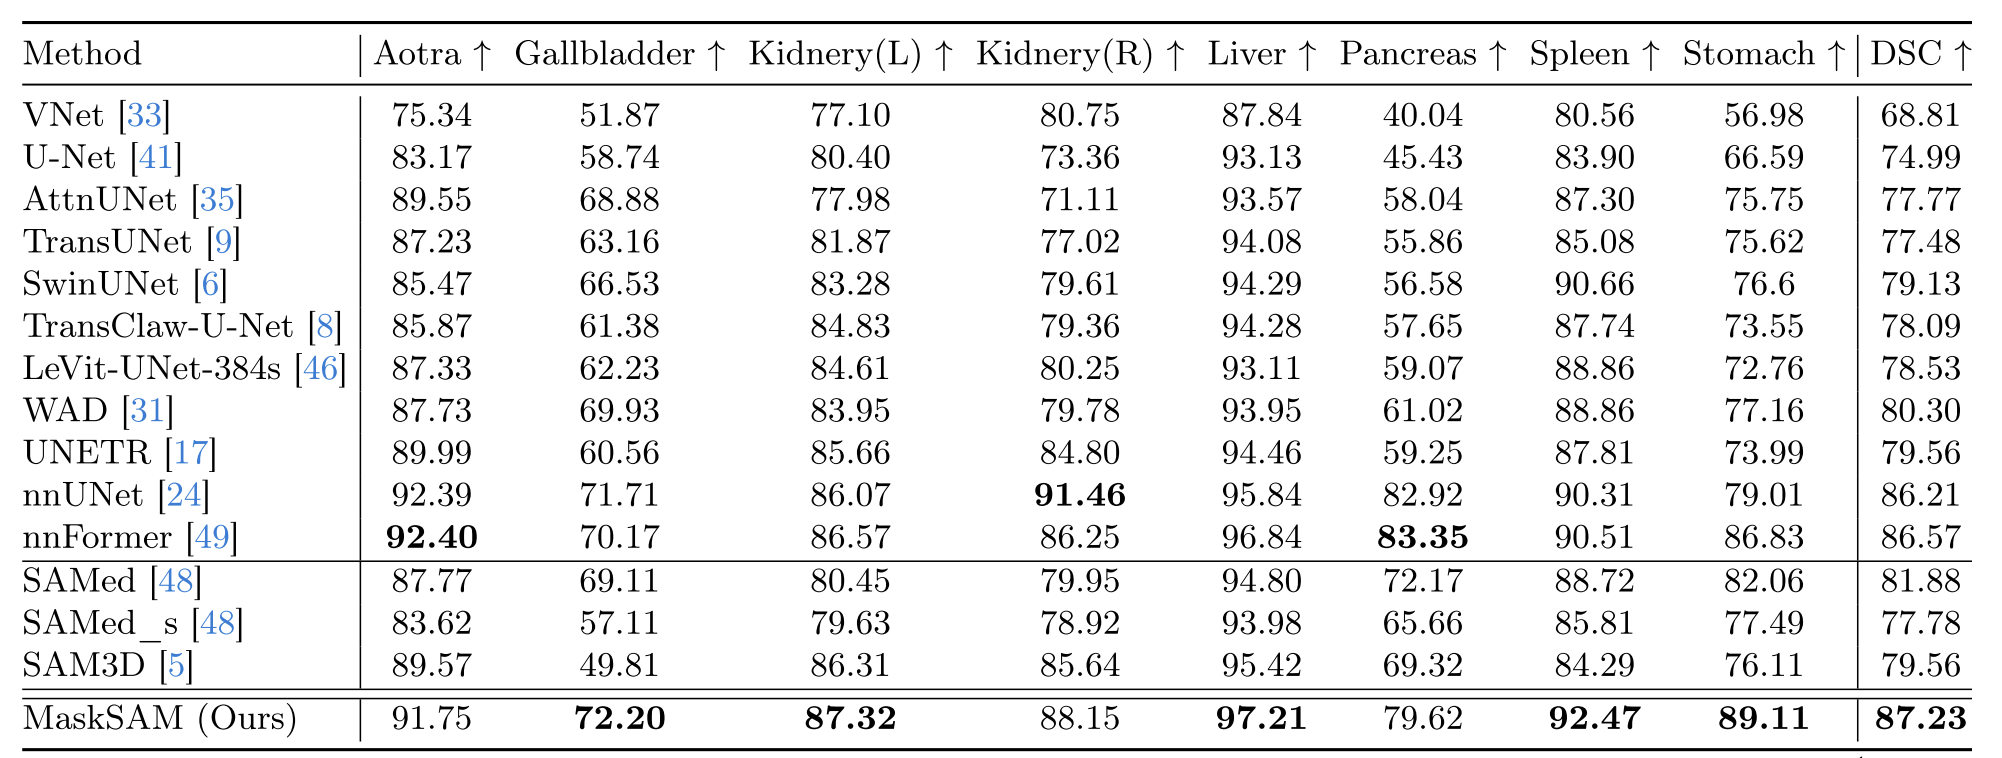 Method Aotra ↑ Gallbladder ↑ Kidnery(L) ↑ Kidnery(R) ↑ Liver ↑ Pancreas ↑ Spleen ↑ Stomach ↑ DSC ↑
VNet [33] 75.34 51.87 77.10 80.75 87.84 40.04 80.56 56.98 68.81
U-Net [41] 83.17 58.74 80.40 73.36 93.13 45.43 83.90 66.59 74.99
AttnUNet [35] 89.55 68.88 77.98 71.11 93.57 58.04 87.30 75.75 77.77
TransUNet [9] 87.23 63.16 81.87 77.02 94.08 55.86 85.08 75.62 77.48
SwinUNet [6] 85.47 66.53 83.28 79.61 94.29 56.58 90.66 76.6 79.13
TransClaw-U-Net [8] 85.87 61.38 84.83 79.36 94.28 57.65 87.74 73.55 78.09
LeVit-UNet-384s [46] 87.33 62.23 84.61 80.25 93.11 59.07 88.86 72.76 78.53
WAD [31] 87.73 69.93 83.95 79.78 93.95 61.02 88.86 77.16 80.30
UNETR [17] 89.99 60.56 85.66 84.80 94.46 59.25 87.81 73.99 79.56
nnUNet [24] 92.39 71.71 86.07 91.46 95.84 82.92 90.31 79.01 86.21
nnFormer [49] 92.40 70.17 86.57 86.25 96.84 83.35 90.51 86.83 86.57
SAMed [48] 87.77 69.11 80.45 79.95 94.80 72.17 88.72 82.06 81.88
SAMed_s [48] 83.62 57.11 79.63 78.92 93.98 65.66 85.81 77.49 77.78
SAM3D [5] 89.57 49.81 86.31 85.64 95.42 69.32 84.29 76.11 79.56
MaskSAM (Ours) 91.75 72.20 87.32 88.15 97.21 79.62 92.47 89.11 87.23